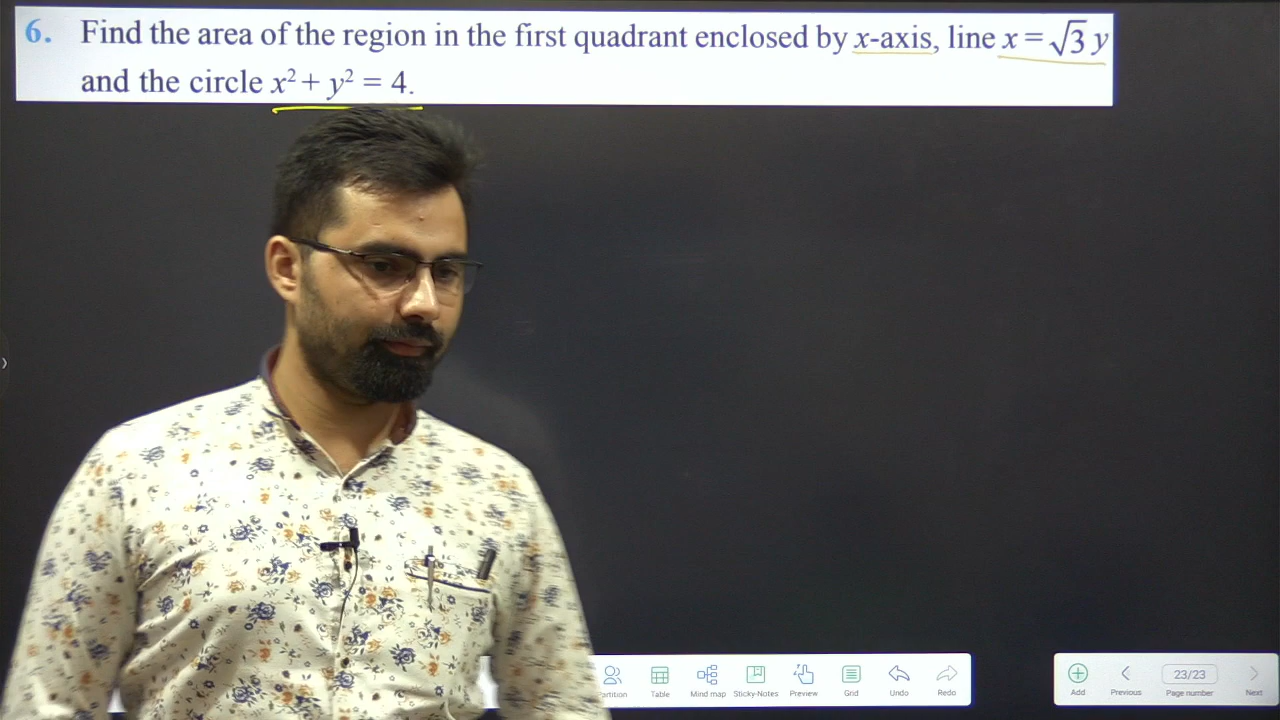 6. Find the area of the region in the first quadrant enclosed by x-axis, line x = √3 y
and the circle x² + y² = 4.
Table
Mind map
Sticky-Notes
Preview
Grid
Undo
Redo
Add
Previous
23/23
Page number
Next